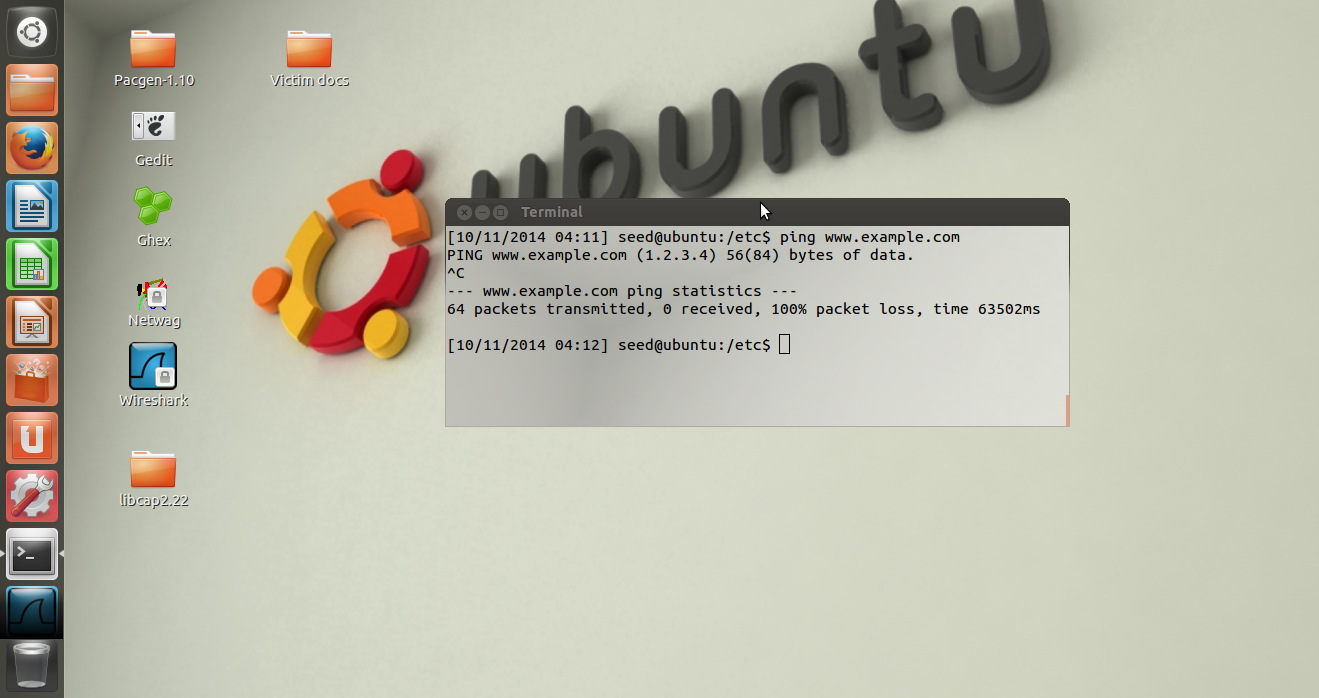 ubuntu
Pacgen-1.10
Victim docs
Gedit
Ghex
Netwag
Wireshark
libcap2.22
Terminal
[10/11/2014 04:11] seed@ubuntu:/etc$ ping www.example.com
PING www.example.com (1.2.3.4) 56(84) bytes of data.
^C
--- www.example.com ping statistics ---
64 packets transmitted, 0 received, 100% packet loss, time 63502ms
[10/11/2014 04:12] seed@ubuntu:/etc$